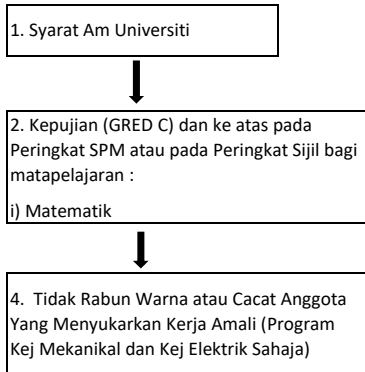 1. Syarat Am Universiti
2. Kepujian (GRED C) dan ke atas pada
Peringkat SPM atau pada Peringkat Sijil bagi
matapelajaran :
i) Matematik
4. Tidak Rabun Warna atau Cacat Anggota
Yang Menyukarkan Kerja Amali (Program
Kej Mekanikal dan Kej Elektrik Sahaja)